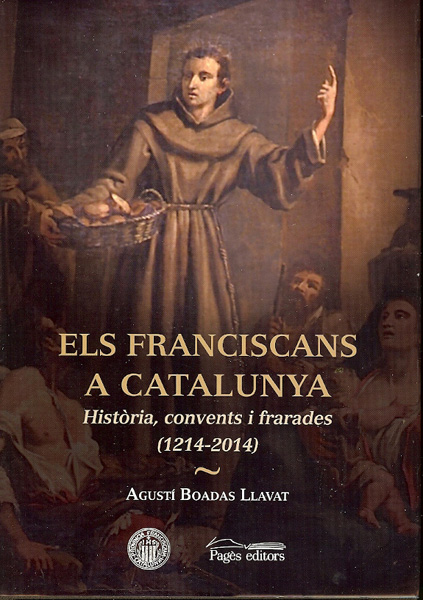 ELS FRANCISCANS
A CATALUNYA
Història, convents i frarades
(1214-2014)
~
AGUSTÍ BOADAS LLAVAT
Pagès editors